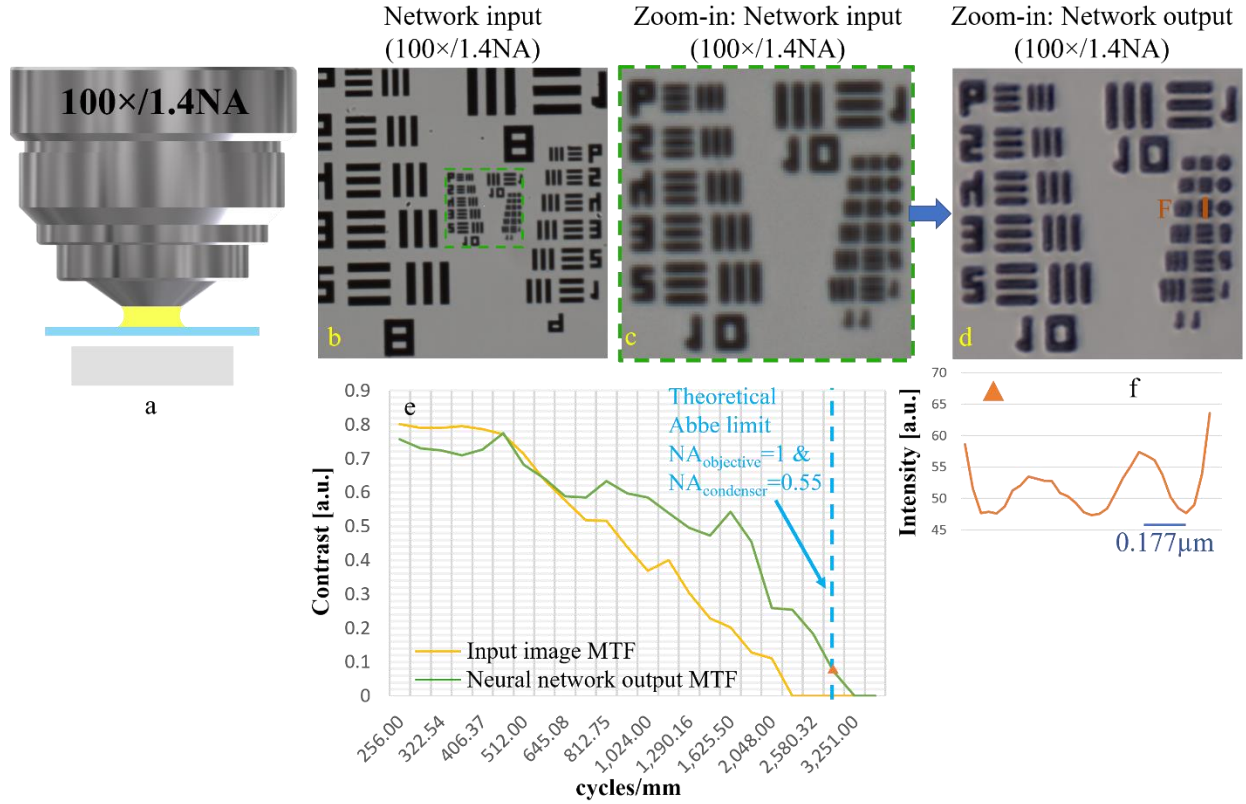 100×/1.4NA
a
Network input
(100×/1.4NA)
b
Zoom-in: Network input
(100×/1.4NA)
c
Zoom-in: Network output
(100×/1.4NA)
F
d
e
Theoretical
Abbe limit
NAobjective=1 &
NAcondenser=0.55
Contrast [a.u.]
0.9
0.8
0.7
0.6
0.5
0.4
0.3
0.2
0.1
0
Input image MTF
Neural network output MTF
256.00
322.54
406.37
512.00
645.08
812.75
1,024.00
1,290.16
1,625.50
2,048.00
2,580.32
3,251.00
cycles/mm
f
Intensity [a.u.]
70
65
60
55
50
45
0.177µm